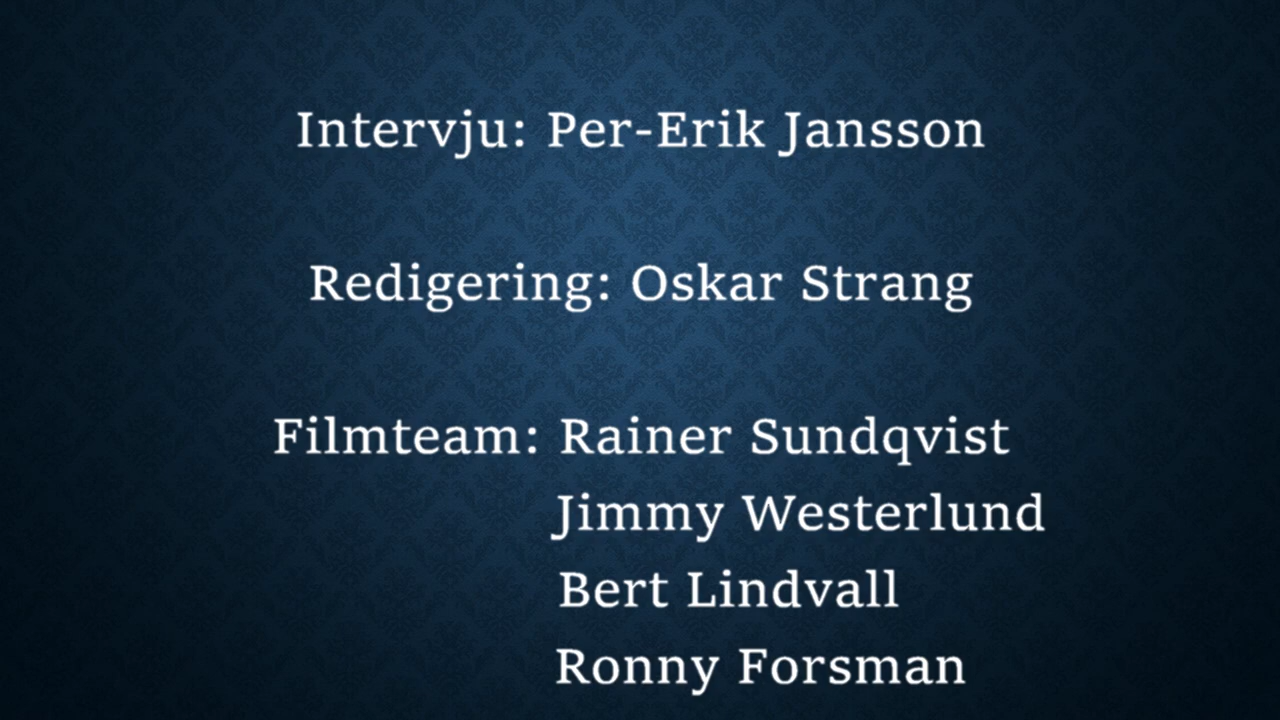 Intervju: Per-Erik Jansson
Redigering: Oskar Strang
Filmteam: Rainer Sundqvist
Jimmy Westerlund
Bert Lindvall
Ronny Forsman